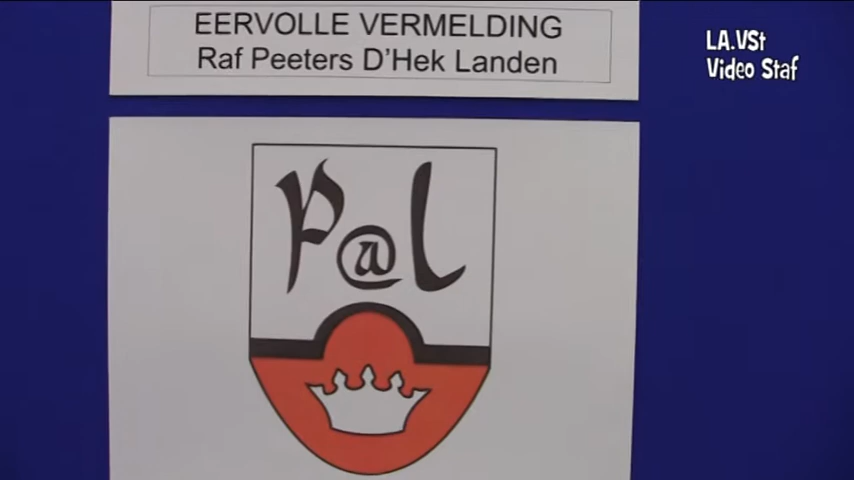 EERVOLLE VERMELDING
Raf Peeters D'Hek Landen
LA.VSt
Video Staf
P@L